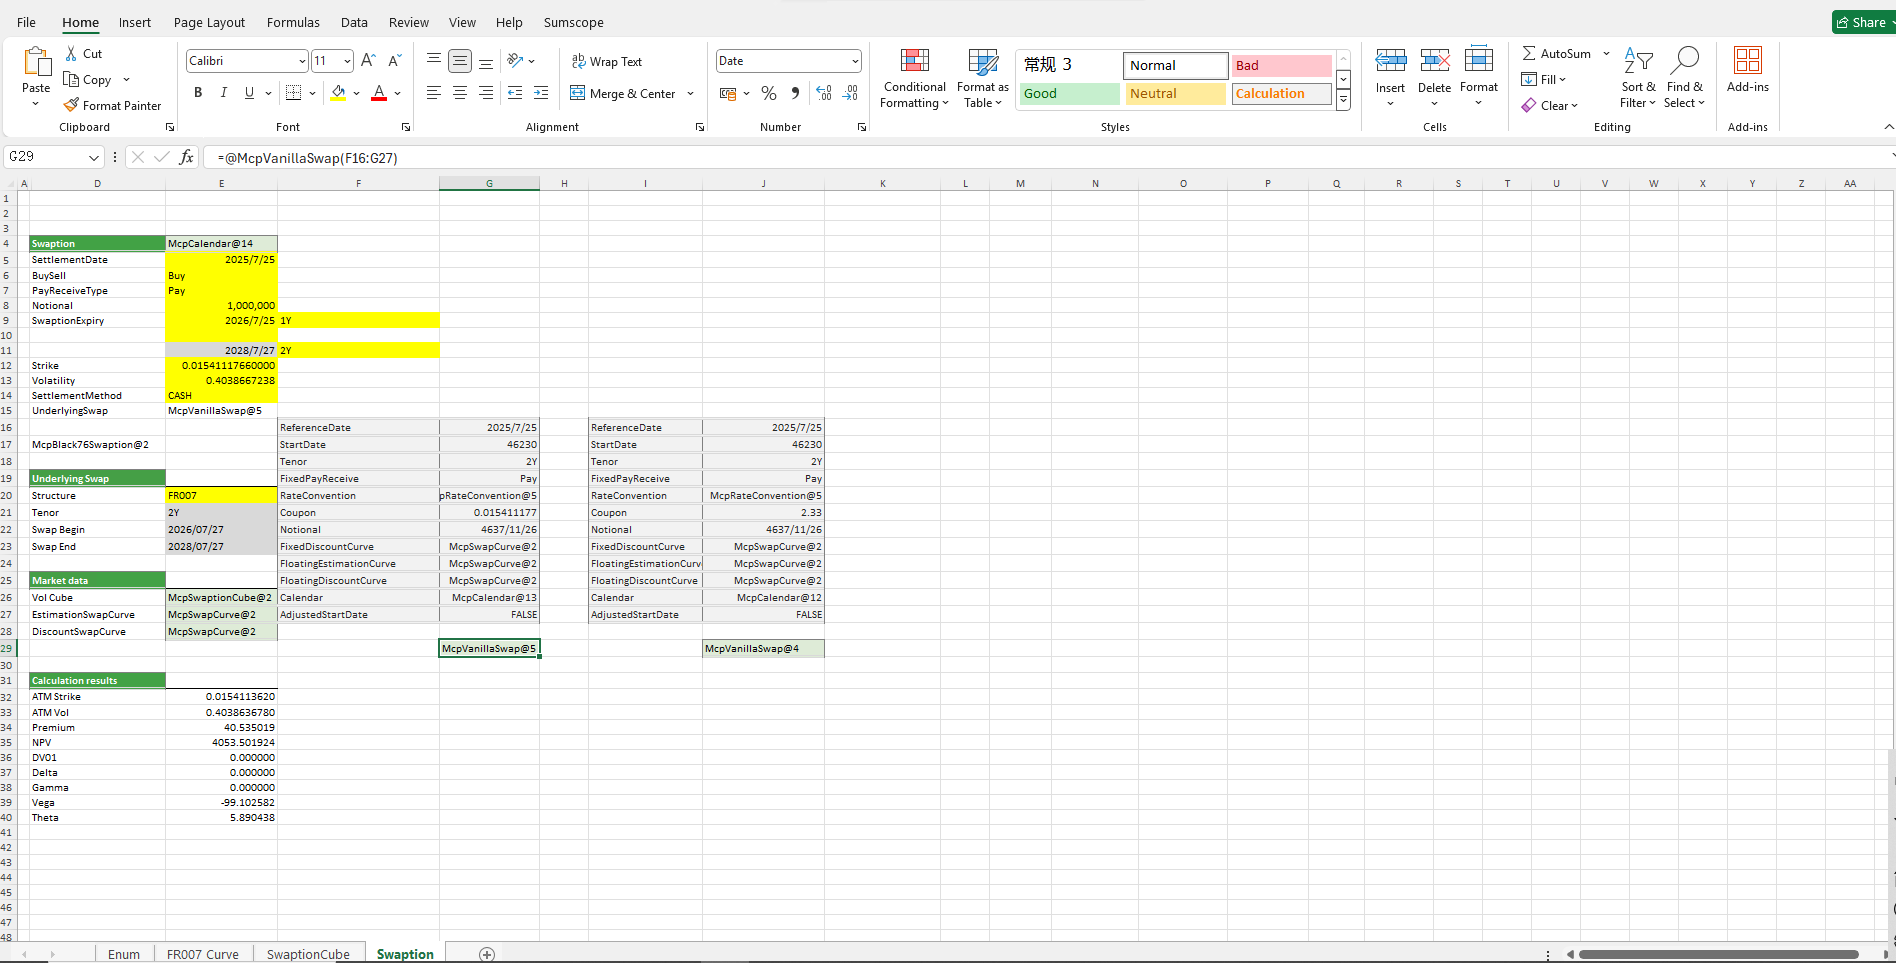 File Home Insert Page Layout Formulas Data Review View Help Sumscope Share
Paste
Cut
Copy
Format Painter
Clipboard
Calibri 11
B I U
Font
Wrap Text
Merge & Center
Alignment
Date
Number
Conditional Formatting
Format as Table
常规 3 Normal Bad
Good Neutral Calculation
Styles
Insert Delete Format
Cells
AutoSum
Fill
Clear
Sort & Filter
Find & Select
Editing
Add-ins
Add-ins
G29 fx =@McpVanillaSwap(F16:G27)
A D E F G H I J K L M N O P Q R S T U V W X Y Z AA
1
2
3
4 Swaption McpCalendar@14
5 SettlementDate 2025/7/25
6 BuySell Buy
7 PayReceiveType Pay
8 Notional 1,000,000
9 SwaptionExpiry 2026/7/25 1Y
10
11 2028/7/27 2Y
12 Strike 0.01541117660000
13 Volatility 0.4038667238
14 SettlementMethod CASH
15 UnderlyingSwap McpVanillaSwap@5
16 ReferenceDate 2025/7/25 ReferenceDate 2025/7/25
17 McpBlack76Swaption@2 StartDate 46230 StartDate 46230
18 Tenor 2Y Tenor 2Y
19 Underlying Swap FixedPayReceive Pay FixedPayReceive Pay
20 Structure FR007 RateConvention pRateConvention@5 RateConvention McpRateConvention@5
21 Tenor 2Y Coupon 0.015411177 Coupon 2.33
22 Swap Begin 2026/07/27 Notional 4637/11/26 Notional 4637/11/26
23 Swap End 2028/07/27 FixedDiscountCurve McpSwapCurve@2 FixedDiscountCurve McpSwapCurve@2
24 FloatingEstimationCurve McpSwapCurve@2 FloatingEstimationCurv McpSwapCurve@2
25 Market data FloatingDiscountCurve McpSwapCurve@2 FloatingDiscountCurve McpSwapCurve@2
26 Vol Cube McpSwaptionCube@2 Calendar McpCalendar@13 Calendar McpCalendar@12
27 EstimationSwapCurve McpSwapCurve@2 AdjustedStartDate FALSE AdjustedStartDate FALSE
28 DiscountSwapCurve McpSwapCurve@2
29 McpVanillaSwap@5 McpVanillaSwap@4
30
31 Calculation results
32 ATM Strike 0.0154113620
33 ATM Vol 0.4038636780
34 Premium 40.535019
35 NPV 4053.501924
36 DV01 0.000000
37 Delta 0.000000
38 Gamma 0.000000
39 Vega -99.102582
40 Theta 5.890438
41
42
43
44
45
46
47
48
Enum FR007 Curve SwaptionCube Swaption